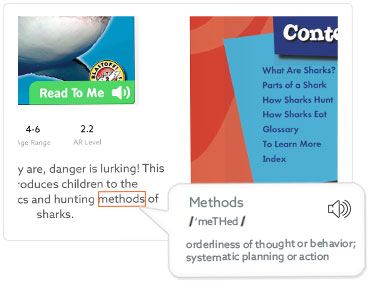 BLASTOFF!
Read To Me
4-6
2.2
Age Range
AR Level
y are, danger is lurking! This
roduces children to the
cs and hunting methods of
sharks.
Conte
What Are Sharks?
Parts of a Shark
How Sharks Hunt
How Sharks Eat
Glossary
To Learn More
Index
Methods
/ˈmeTHed /
orderliness of thought or behavior;
systematic planning or action